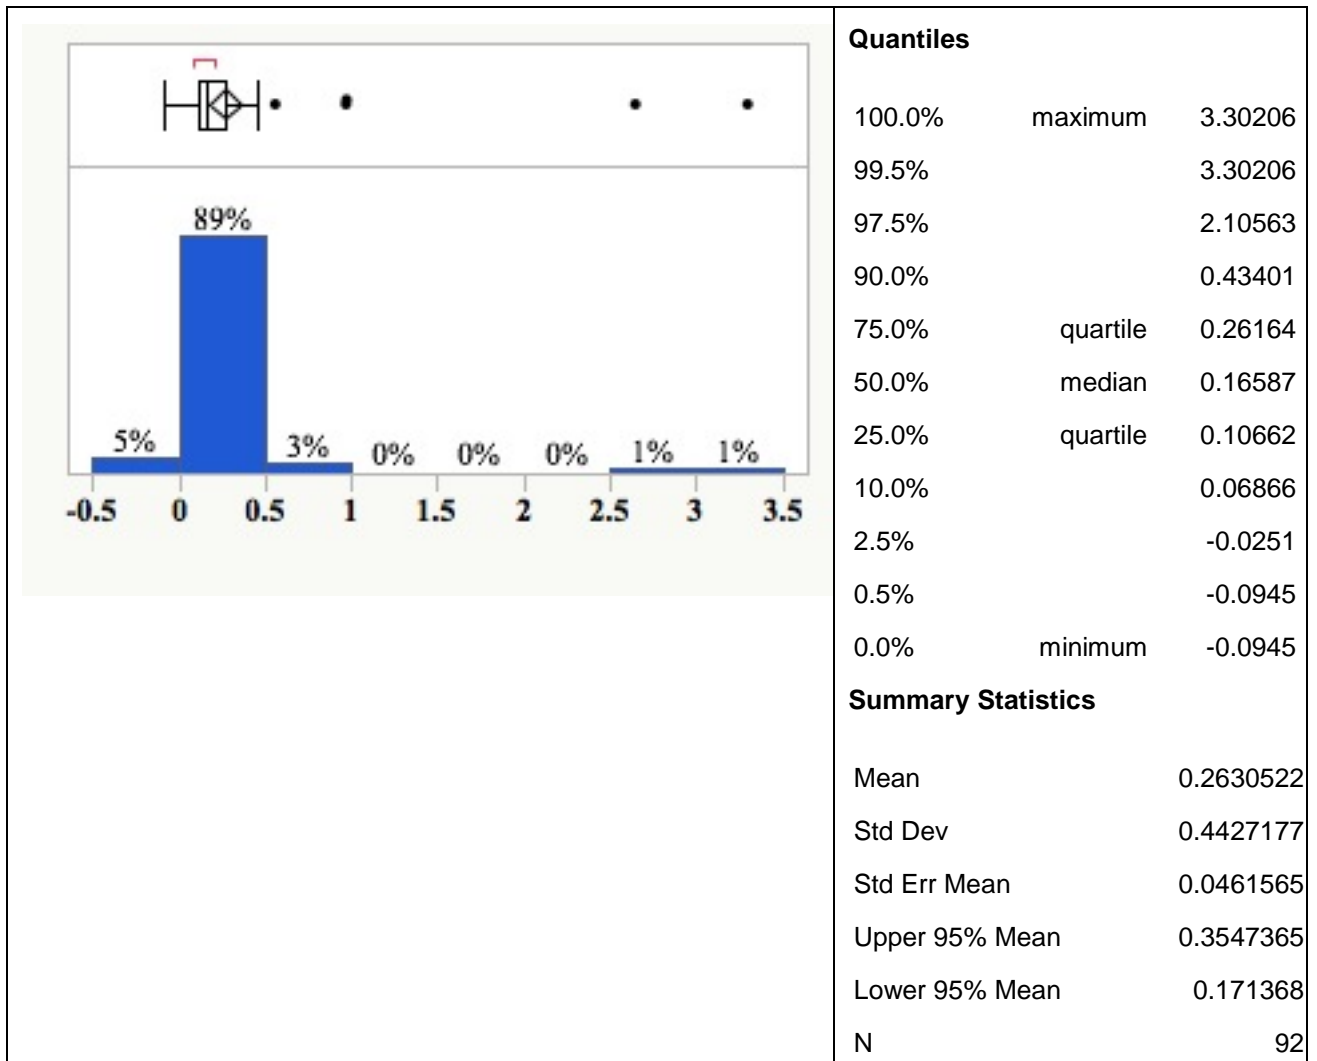 89%
5% 3% 0% 0% 0% 1% 1%
-0.5 0 0.5 1 1.5 2 2.5 3 3.5
Quantiles
100.0% maximum 3.30206
99.5% 3.30206
97.5% 2.10563
90.0% 0.43401
75.0% quartile 0.26164
50.0% median 0.16587
25.0% quartile 0.10662
10.0% 0.06866
2.5% -0.0251
0.5% -0.0945
0.0% minimum -0.0945
Summary Statistics
Mean 0.2630522
Std Dev 0.4427177
Std Err Mean 0.0461565
Upper 95% Mean 0.3547365
Lower 95% Mean 0.171368
N 92